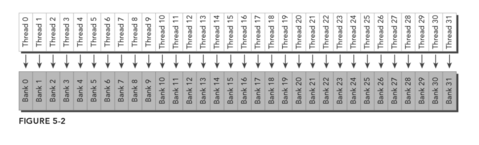 Thread 0 Thread 1 Thread 2 Thread 3 Thread 4 Thread 5 Thread 6 Thread 7 Thread 8 Thread 9 Thread 10 Thread 11 Thread 12 Thread 13 Thread 14 Thread 15 Thread 16 Thread 17 Thread 18 Thread 19 Thread 20 Thread 21 Thread 22 Thread 23 Thread 24 Thread 25 Thread 26 Thread 27 Thread 28 Thread 29 Thread 30 Thread 31
Bank 0 Bank 1 Bank 2 Bank 3 Bank 4 Bank 5 Bank 6 Bank 7 Bank 8 Bank 9 Bank 10 Bank 11 Bank 12 Bank 13 Bank 14 Bank 15 Bank 16 Bank 17 Bank 18 Bank 19 Bank 20 Bank 21 Bank 22 Bank 23 Bank 24 Bank 25 Bank 26 Bank 27 Bank 28 Bank 29 Bank 30 Bank 31
FIGURE 5-2